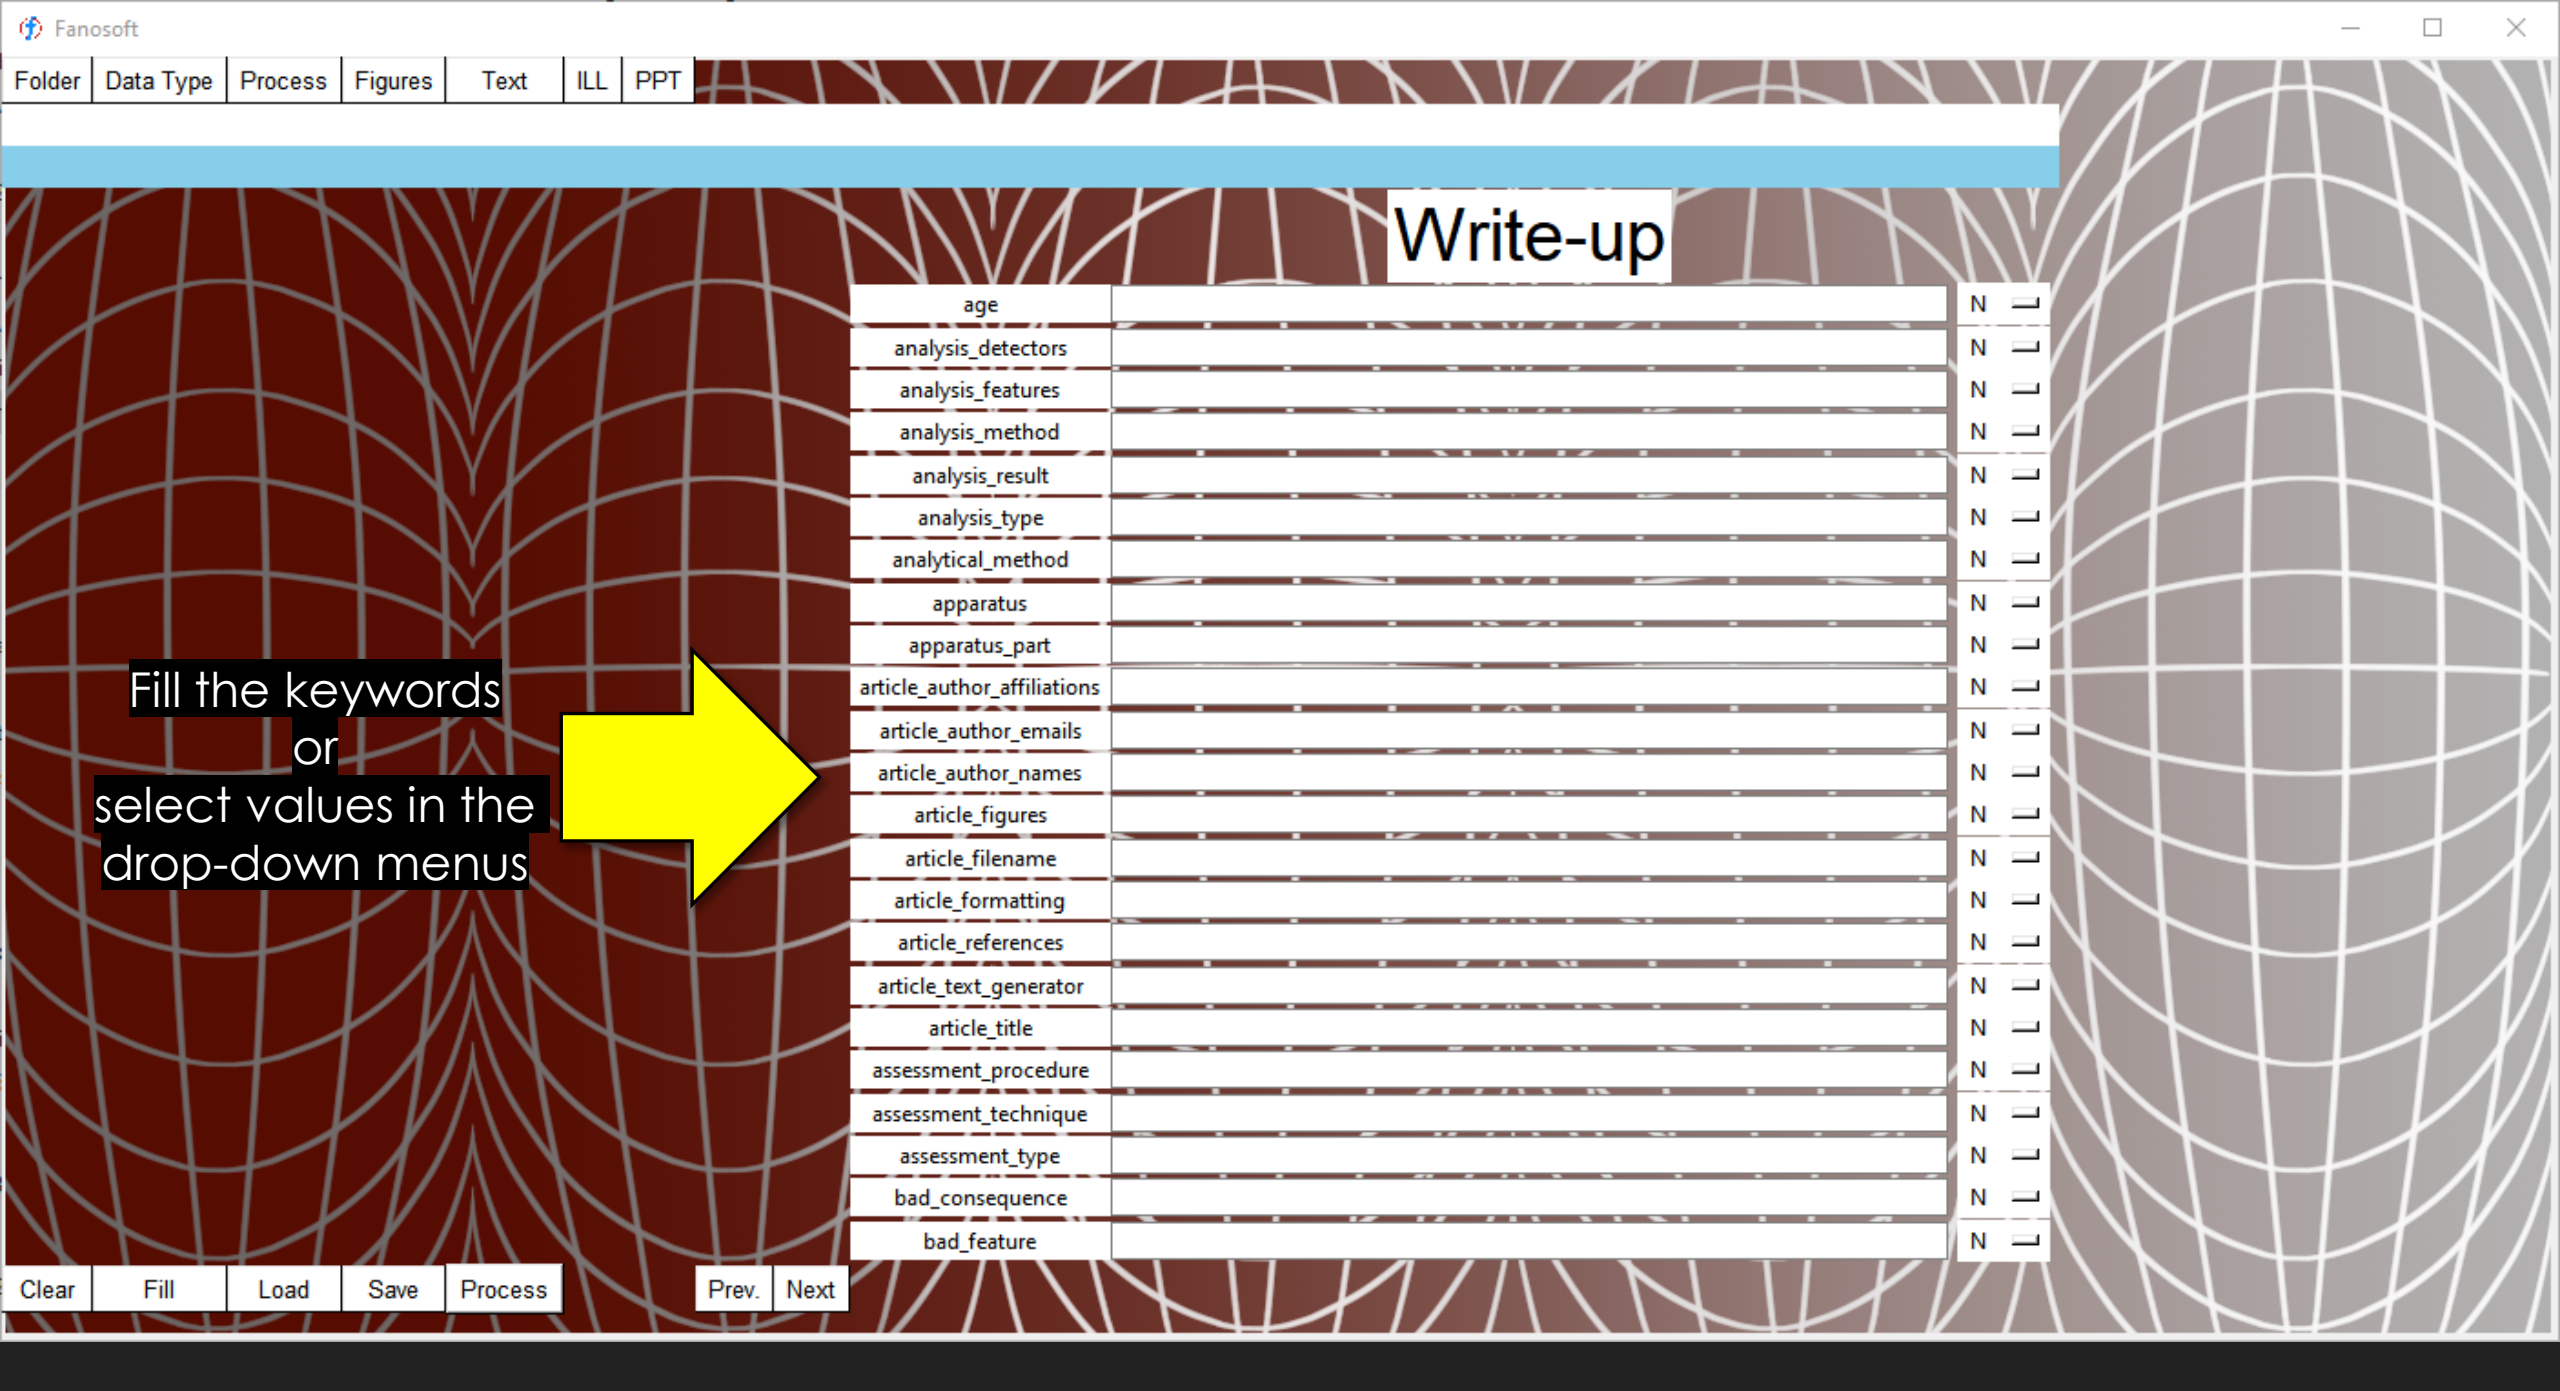 Fanosoft
Folder Data Type Process Figures Text ILL PPT
Write-up
age N
analysis_detectors N
analysis_features N
analysis_method N
analysis_result N
analysis_type N
analytical_method N
apparatus N
apparatus_part N
article_author_affiliations N
article_author_emails N
article_author_names N
article_figures N
article_filename N
article_formatting N
article_references N
article_text_generator N
article_title N
assessment_procedure N
assessment_technique N
assessment_type N
bad_consequence N
bad_feature N
Fill the keywords
or
select values in the
drop-down menus
Clear Fill Load Save Process Prev. Next